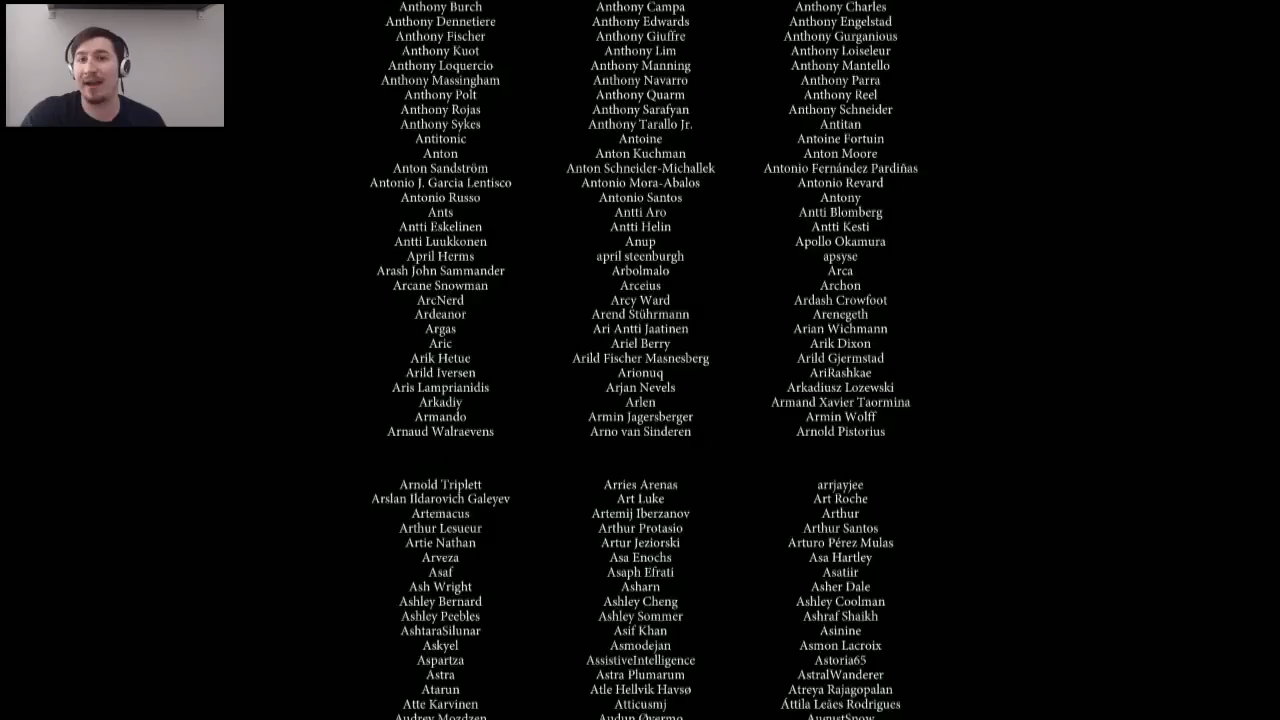 Anthony Burch Anthony Campa Anthony Charles
Anthony Dennetiere Anthony Edwards Anthony Engelstad
Anthony Fischer Anthony Giuffre Anthony Gurganious
Anthony Kuot Anthony Lim Anthony Loiseleur
Anthony Loquercio Anthony Manning Anthony Mantello
Anthony Massingham Anthony Navarro Anthony Parra
Anthony Polt Anthony Quarm Anthony Reel
Anthony Rojas Anthony Sarafyan Anthony Schneider
Anthony Sykes Anthony Tarallo Jr. Antitan
Antitonic Antoine Antoine Fortuin
Anton Anton Kuchman Anton Moore
Anton Sandström Anton Schneider-Michallek Antonio Fernández Pardiñas
Antonio J. Garcia Lentisco Antonio Mora-Abalos Antonio Revard
Antonio Russo Antonio Santos Antony
Ants Antti Aro Antti Blomberg
Antti Eskelinen Antti Helin Antti Kesti
Antti Luukkonen Anup Apollo Okamura
April Herms april steenburgh apsyse
Arash John Sammander Arbolmalo Arca
Arcane Snowman Arceius Archon
ArcNerd Arcy Ward Ardash Crowfoot
Ardeanor Arend Stührmann Arenegeth
Argas Ari Antti Jaatinen Arian Wichmann
Aric Ariel Berry Arik Dixon
Arik Hetue Arild Fischer Masnesberg Arild Gjermstad
Arild Iversen Arionuq AriRashkae
Aris Lamprianidis Arjan Nevels Arkadiusz Lozewski
Arkadiy Arlen Armand Xavier Taormina
Armando Armin Jagersberger Armin Wolff
Arnaud Walraevens Arno van Sinderen Arnold Pistorius
Arnold Triplett Arries Arenas arrjayjee
Arslan Ildarovich Galeyev Art Luke Art Roche
Artemacus Artemij Iberzanov Arthur
Arthur Lesueur Arthur Protasio Arthur Santos
Artie Nathan Artur Jeziorski Arturo Pérez Mulas
Arveza Asa Enochs Asa Hartley
Asaf Asaph Efrati Asatiir
Ash Wright Asharn Asher Dale
Ashley Bernard Ashley Cheng Ashley Coolman
Ashley Peebles Ashley Sommer Ashraf Shaikh
AshtaraSilunar Asif Khan Asinine
Askyel Asmodejan Asmon Lacroix
Aspartza AssistiveIntelligence Astoria65
Astra Astra Plumarum AstralWanderer
Atarun Atle Hellvik Havsø Atreya Rajagopalan
Atte Karvinen Atticusmj Áttila Leães Rodrigues
Audrey Mozdzen Audun Øvermo AugustSnow